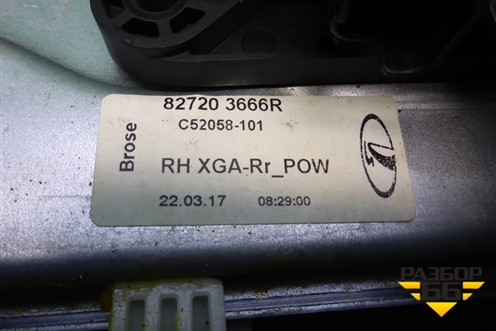 82720 3666R
C52058-101
Brose
RH XGA-Rr_POW
22.03.17 08:29:00
РАЗБОР
66